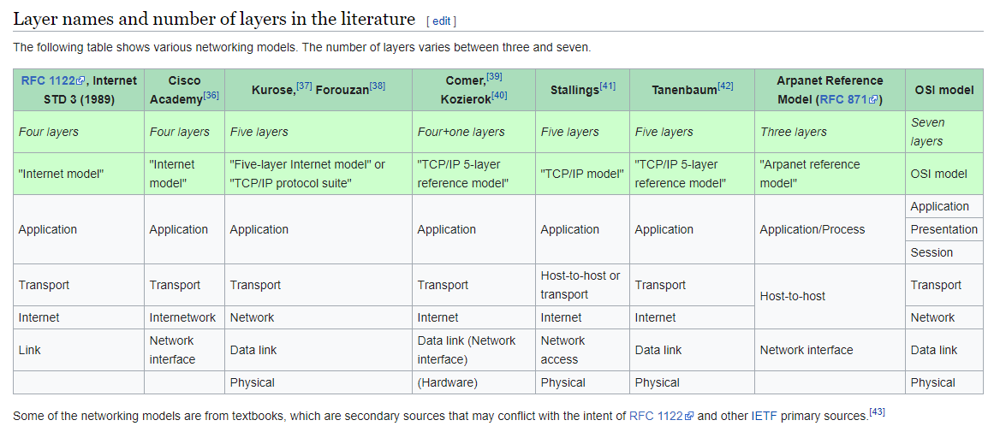 Layer names and number of layers in the literature [ edit ]
The following table shows various networking models. The number of layers varies between three and seven.
RFC 1122, Internet STD 3 (1989) Cisco Academy[36] Kurose,[37] Forouzan[38] Comer,[39] Kozierok[40] Stallings[41] Tanenbaum[42] Arpanet Reference Model (RFC 871) OSI model
Four layers Four layers Five layers Four+one layers Five layers Five layers Three layers Seven layers
"Internet model" "Internet model" "Five-layer Internet model" or "TCP/IP protocol suite" "TCP/IP 5-layer reference model" "TCP/IP model" "TCP/IP 5-layer reference model" "Arpanet reference model" OSI model
Application Application Application Application Application Application Application/Process Application
Presentation
Session
Transport Transport Transport Transport Host-to-host or transport Transport Host-to-host Transport
Internet Internetwork Network Internet Internet Internet Network
Link Network interface Data link Data link (Network interface) Network access Data link Network interface Data link
Physical (Hardware) Physical Physical Physical
Some of the networking models are from textbooks, which are secondary sources that may conflict with the intent of RFC 1122 and other IETF primary sources.[43]